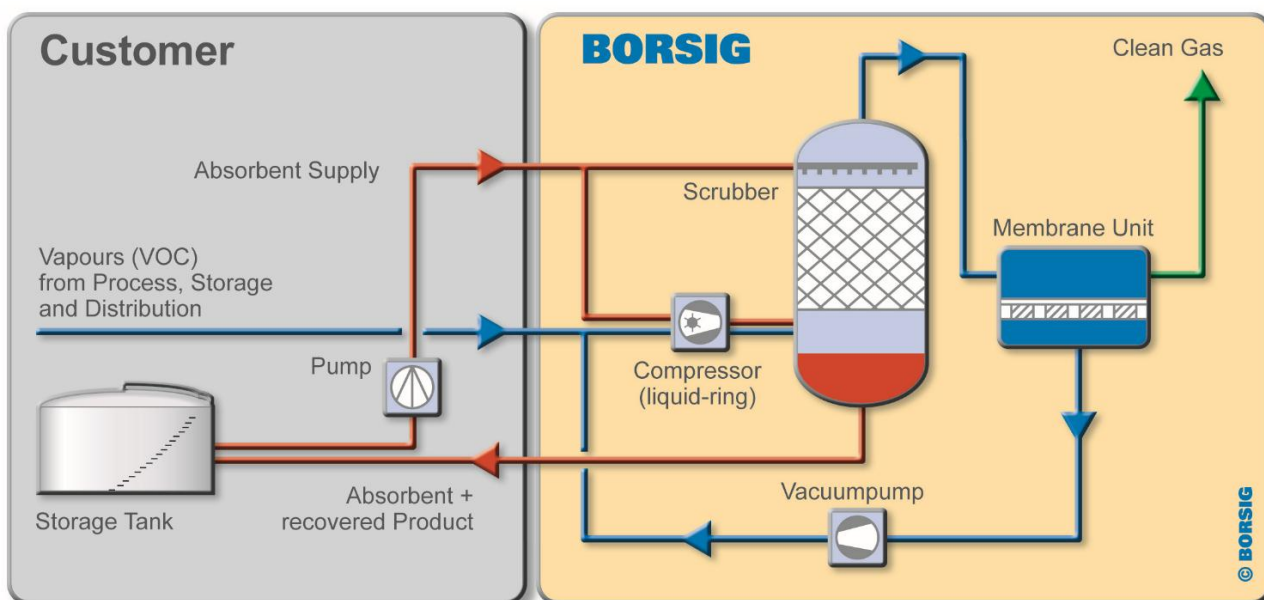 Customer
BORSIG
Clean Gas
Absorbent Supply
Scrubber
Membrane Unit
Vapours (VOC)
from Process, Storage
and Distribution
Pump
Compressor
(liquid-ring)
Vacuumpump
Absorbent +
recovered Product
Storage Tank
© BORSIG